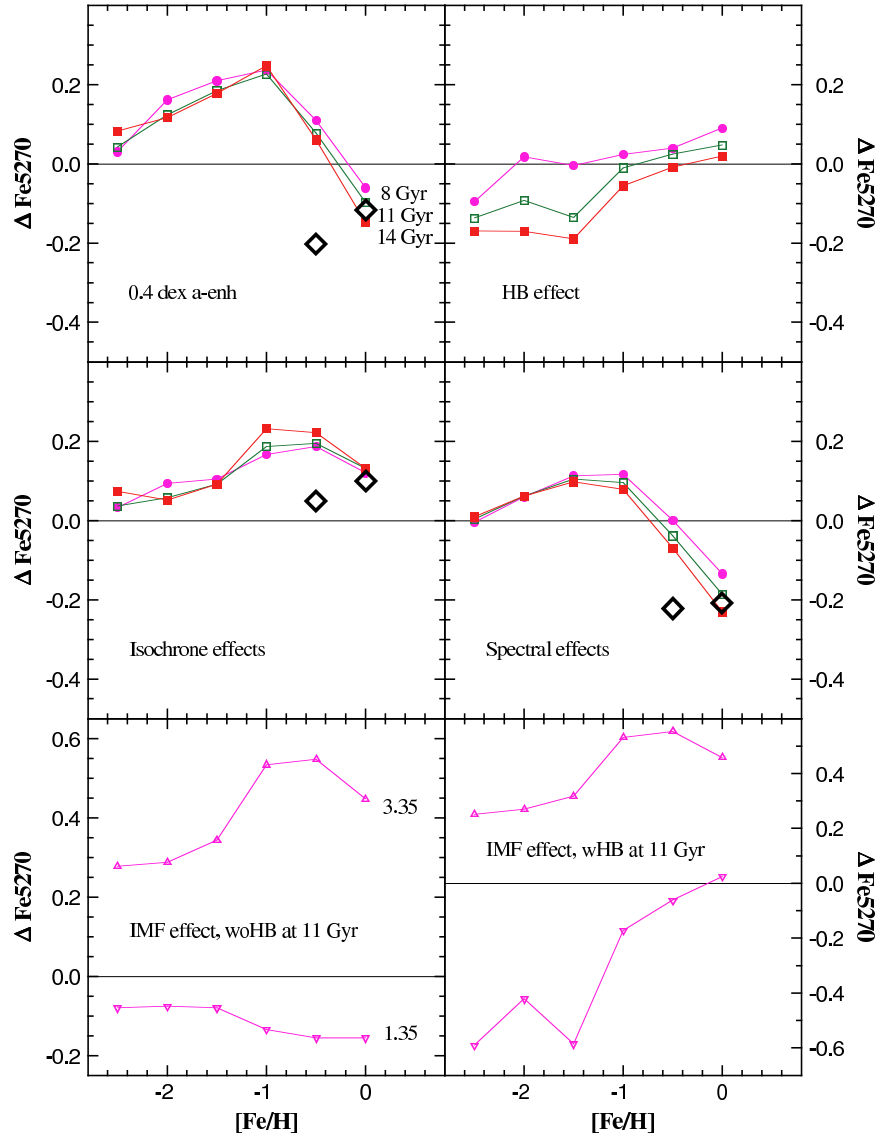 0.2
0.0
-0.2
-0.4
Δ Fe5270
8 Gyr
11 Gyr
14 Gyr
0.4 dex a-enh
HB effect
0.2
0.0
-0.2
-0.4
Δ Fe5270
0.2
0.0
-0.2
-0.4
Δ Fe5270
Isochrone effects
Spectral effects
0.2
0.0
-0.2
-0.4
Δ Fe5270
0.6
0.4
0.2
0.0
-0.2
Δ Fe5270
3.35
IMF effect, woHB at 11 Gyr
1.35
-2
-1
0
[Fe/H]
IMF effect, wHB at 11 Gyr
0.4
0.2
0.0
-0.2
-0.4
-0.6
Δ Fe5270
-2
-1
0
[Fe/H]